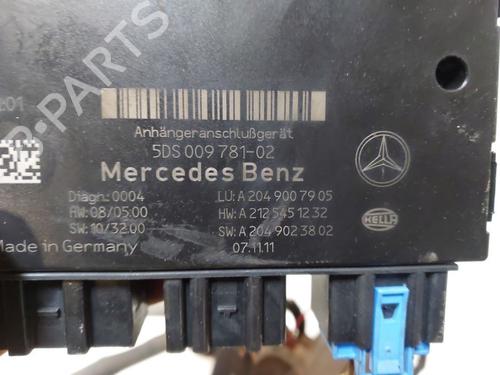 B-PARTS
:01
Anhängeranschlußgerät
5DS 009 781-02
Mercedes Benz
Diagn.:0004
HW: 08/05.00
SW: 10/32.00
LU: A 204 900 79 05
HW: A 212 545 12 32
SW: A 204 902 38 02
HELLA
Made in Germany
07.11.11